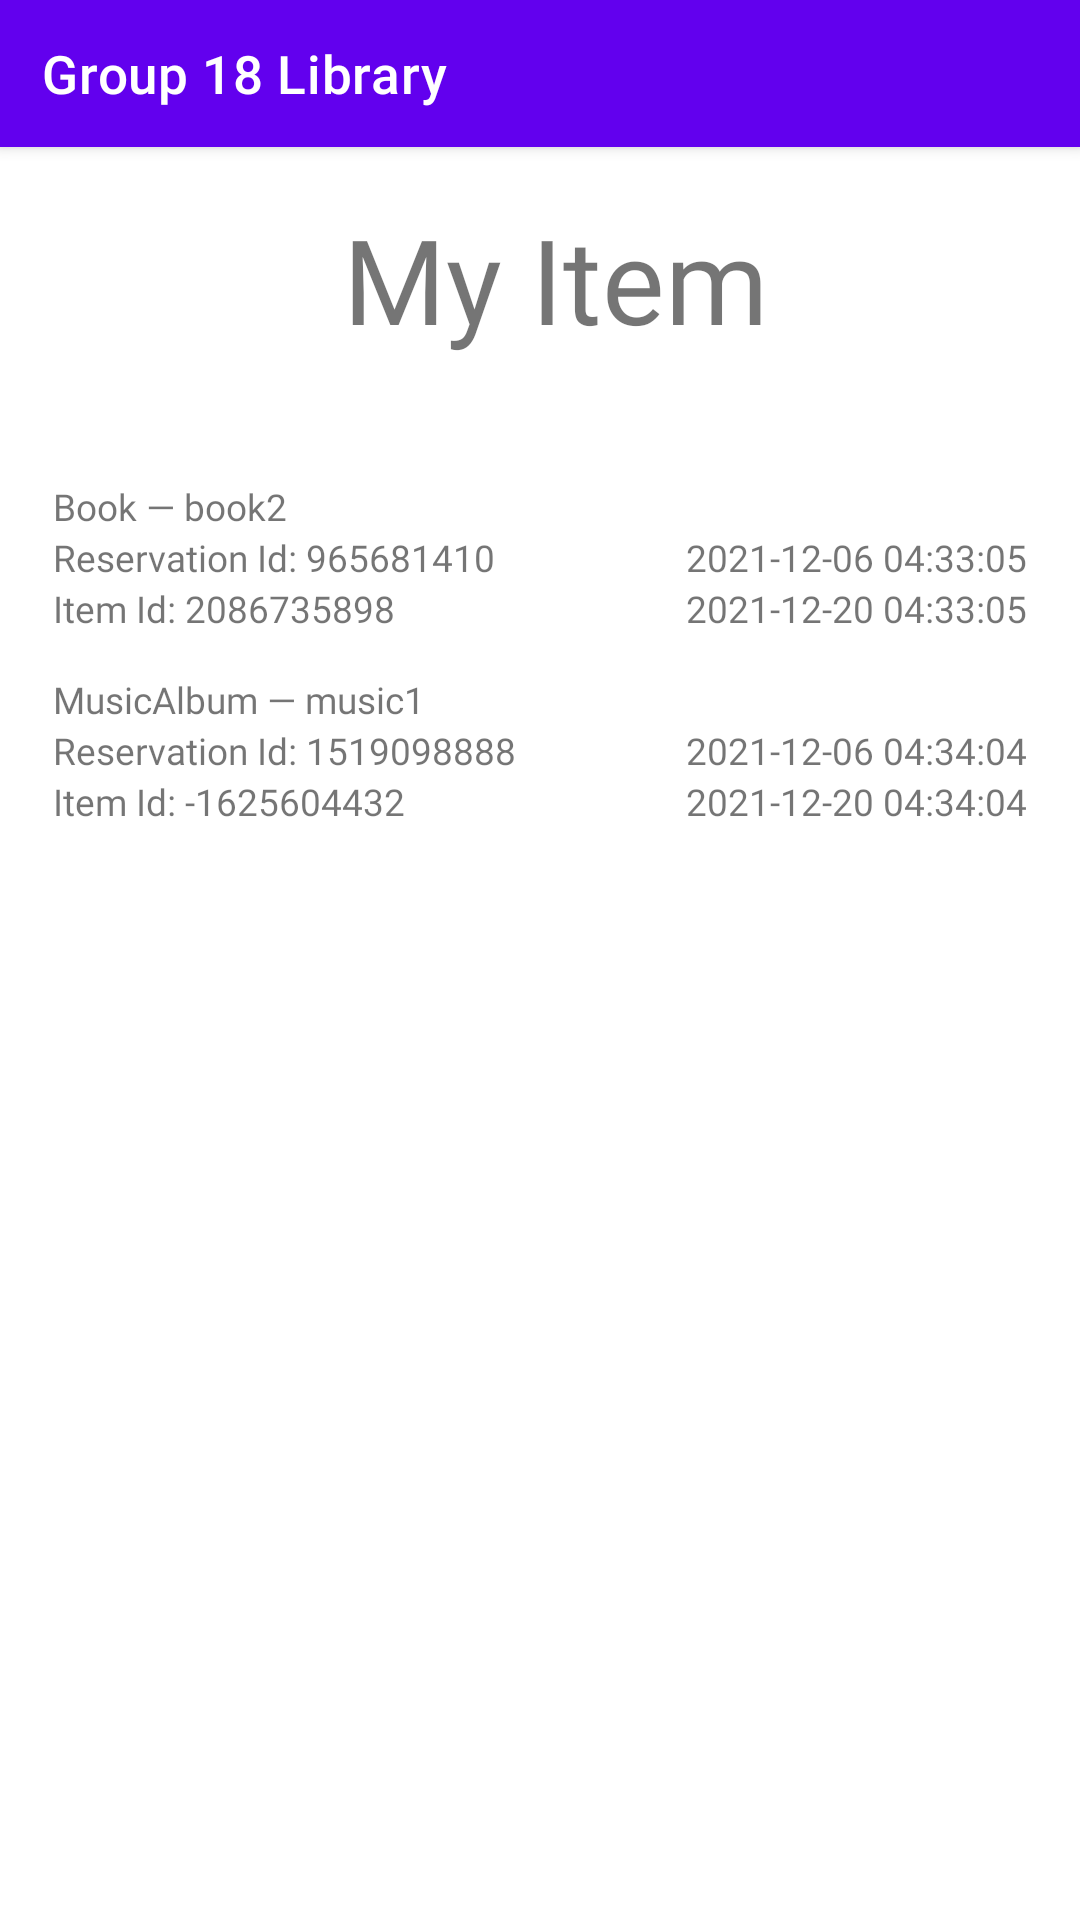 Group 18 Library
My Item
Book — book2
Reservation Id: 965681410 2021-12-06 04:33:05
Item Id: 2086735898 2021-12-20 04:33:05
MusicAlbum — music1
Reservation Id: 1519098888 2021-12-06 04:34:04
Item Id: -1625604432 2021-12-20 04:34:04